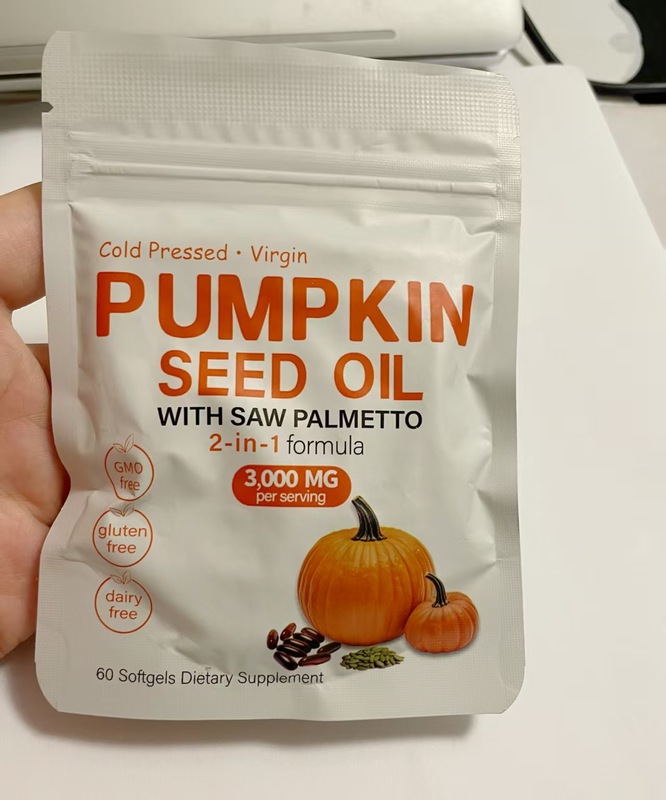 Cold Pressed · Virgin
PUMPKIN
SEED OIL
WITH SAW PALMETTO
2-in-1 formula
3,000 MG
per serving
GMO
free
gluten
free
dairy
free
60 Softgels Dietary Supplement